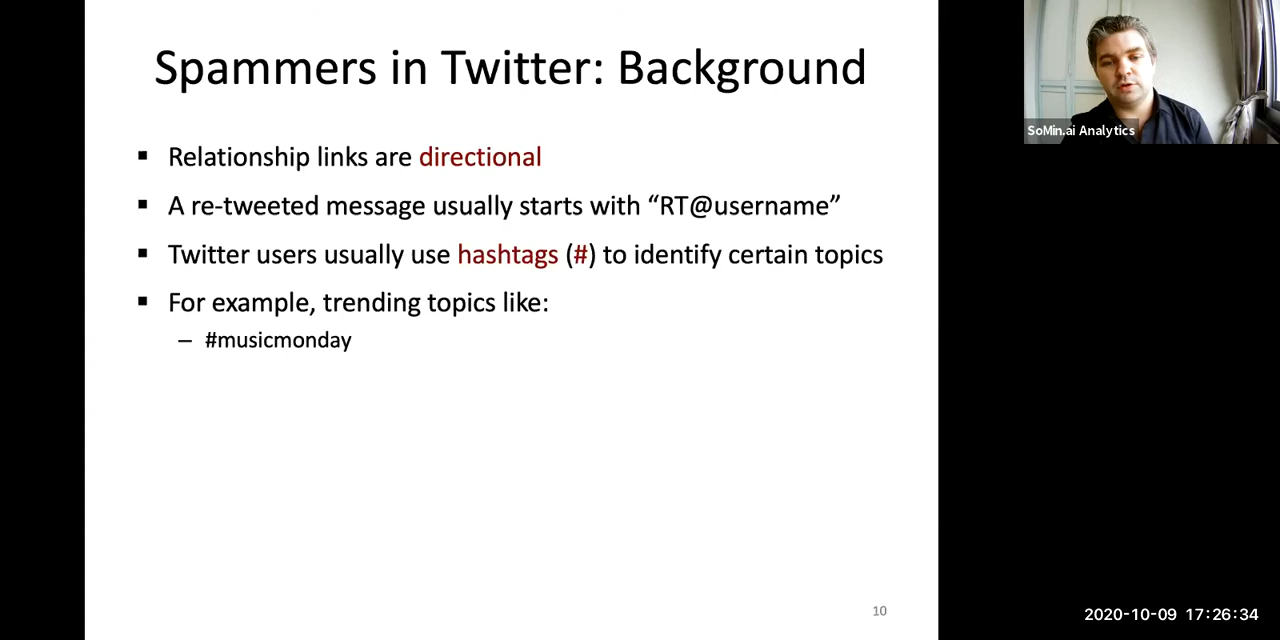 Spammers in Twitter: Background
▪ Relationship links are directional
▪ A re-tweeted message usually starts with “RT@username”
▪ Twitter users usually use hashtags (#) to identify certain topics
▪ For example, trending topics like:
– #musicmonday
10
SoMin.ai Analytics
2020-10-09 17:26:34